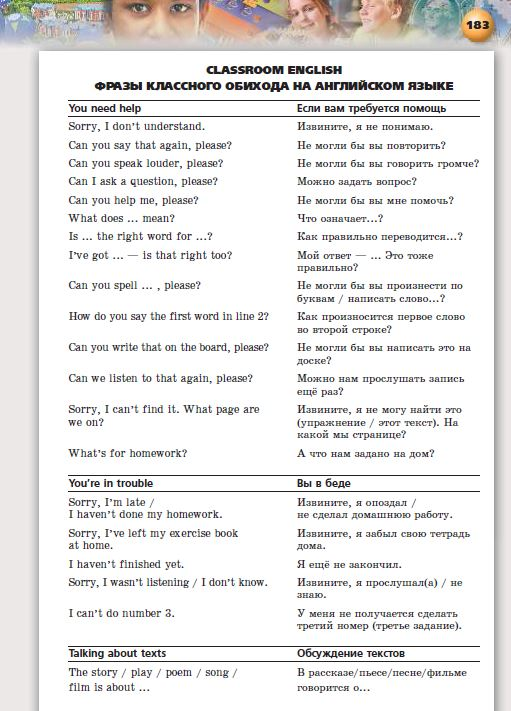 183
CLASSROOM ENGLISH
ФРАЗЫ КЛАССНОГО ОБИХОДА НА АНГЛИЙСКОМ ЯЗЫКЕ
You need help Если вам требуется помощь
Sorry, I don't understand. Извините, я не понимаю.
Can you say that again, please? Не могли бы вы повторить?
Can you speak louder, please? Не могли бы вы говорить громче?
Can I ask a question, please? Можно задать вопрос?
Can you help me, please? Не могли бы вы мне помочь?
What does ... mean? Что означает...?
Is ... the right word for ...? Как правильно переводится...?
I've got ... — is that right too? Мой ответ — ... Это тоже
правильно?
Can you spell ... , please? Не могли бы вы произнести по
буквам / написать слово...?
How do you say the first word in line 2? Как произносится первое слово
во второй строке?
Can you write that on the board, please? Не могли бы вы написать это на
доске?
Can we listen to that again, please? Можно нам прослушать запись
ещё раз?
Sorry, I can't find it. What page are Извините, я не могу найти это
we on? (упражнение / этот текст). На
какой мы странице?
What's for homework? А что нам задано на дом?
You're in trouble Вы в беде
Sorry, I'm late / Извините, я опоздал /
I haven't done my homework. не сделал домашнюю работу.
Sorry, I've left my exercise book Извините, я забыл свою тетрадь
at home. дома.
I haven't finished yet. Я ещё не закончил.
Sorry, I wasn't listening / I don't know. Извините, я прослушал(а) / не
знаю.
I can't do number 3. У меня не получается сделать
третий номер (третье задание).
Talking about texts Обсуждение текстов
The story / play / poem / song / В рассказе/пьесе/песне/фильме
film is about ... говорится о...